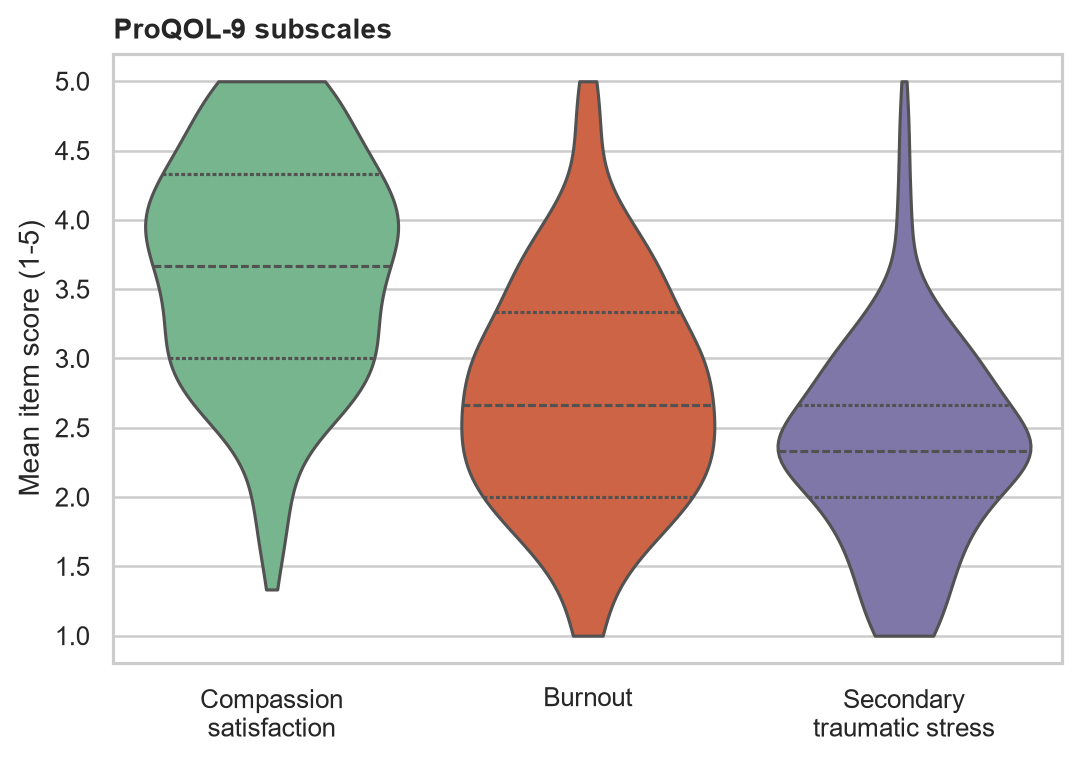 ProQOL-9 subscales
Mean item score (1-5)
5.0
4.5
4.0
3.5
3.0
2.5
2.0
1.5
1.0
Compassion
satisfaction
Burnout
Secondary
traumatic stress